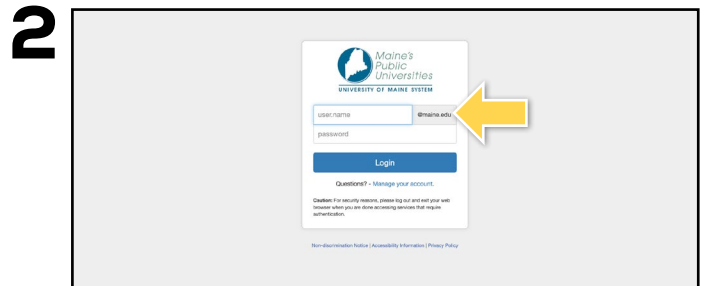 2
Maine's
Public
Universities
UNIVERSITY OF MAINE SYSTEM
user.name
@maine.edu
password
Login
Questions? - Manage your account.
Caution: For security reasons, please log out and exit your web
browser when you are done accessing services that require
authentication.
Non-discrimination Notice | Accessibility Information | Privacy Policy